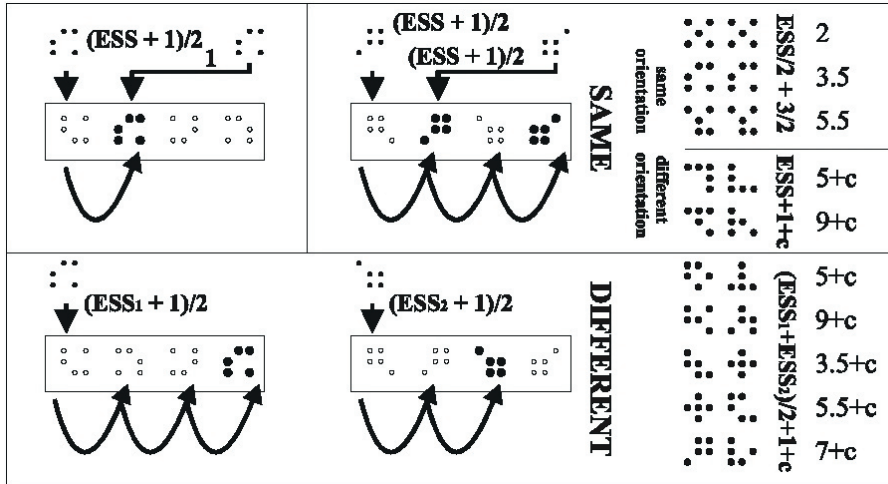 (ESS + 1)/2
1
(ESS + 1)/2
(ESS + 1)/2
SAME
same
orientation
ESS/2 + 3/2
2
3.5
5.5
different
orientation
ESS+1+c
5+c
9+c
(ESS1 + 1)/2
(ESS2 + 1)/2
DIFFERENT
(ESS1+ESS2)/2+1+c
5+c
9+c
3.5+c
5.5+c
7+c